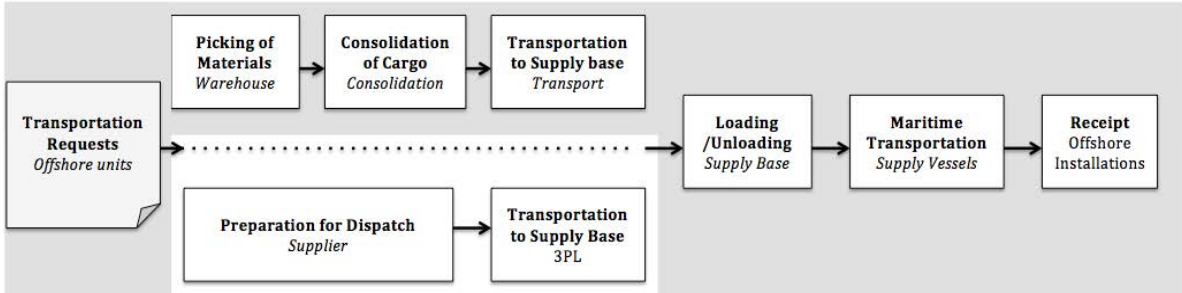 Transportation
Requests
Offshore units
Picking of
Materials
Warehouse
Consolidation
of Cargo
Consolidation
Transportation
to Supply base
Transport
Preparation for Dispatch
Supplier
Transportation
to Supply Base
3PL
Loading
/Unloading
Supply Base
Maritime
Transportation
Supply Vessels
Receipt
Offshore
Installations